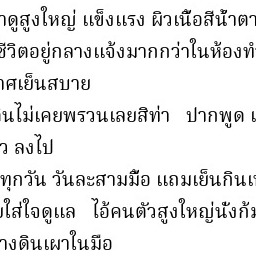 าดูสูงใหญ่ แข็งแรง ผิวเนื้อสีน้ำตา
ชีวิตอยู่กลางแจ้งมากกว่าในห้องทำ
าศเย็นสบาย
นไม่เคยพรวนเลยสิท่า ปากพูด เ
ว ลงไป
ทุกวัน วันละสามมื้อ แถมเย็นกินเ
ยใส่ใจดูแล ไอ้คนตัวสูงใหญ่นั่งก้ม
างดินเผาในมือ